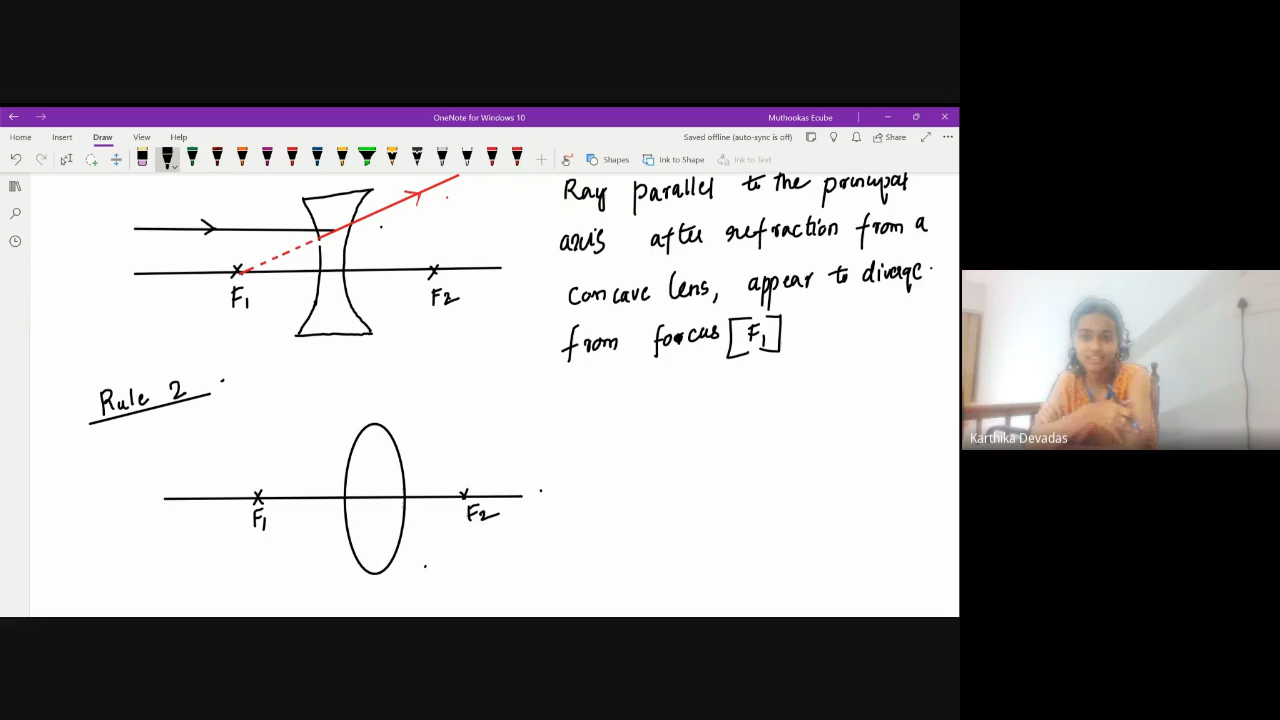 OneNote for Windows 10
Muthookas Ecube
Home Insert Draw View Help
Saved offline (auto-sync is off)
Share
Shapes
Ink to Shape
Ink to Text
Ray parallel to the principal
axis after refraction from a
concave lens, appear to diverge
from focus [F1]
F1
F2
Rule 2
F1
F2
Karthika Devadas